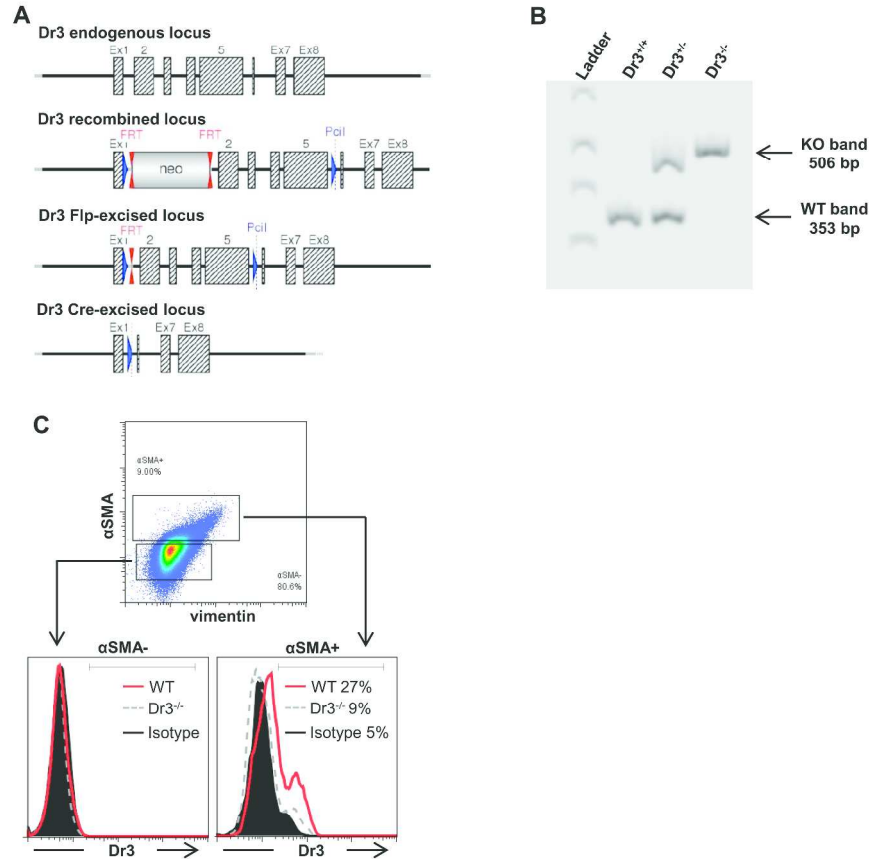 A
Dr3 endogenous locus
Ex1 2 5 Ex7 Ex8
Dr3 recombined locus
FRT FRT PciI
Ex1 2 5 Ex7 Ex8
neo
Dr3 Flp-excised locus
FRT PciI
Ex1 2 5 Ex7 Ex8
Dr3 Cre-excised locus
Ex1 Ex7 Ex8
B
Ladder
Dr3+/+
Dr3+/-
Dr3-/-
KO band
506 bp
WT band
353 bp
C
αSMA+
9.00%
αSMA
αSMA-
80.6%
vimentin
αSMA-
WT
Dr3-/-
Isotype
Dr3
αSMA+
WT 27%
Dr3-/- 9%
Isotype 5%
Dr3